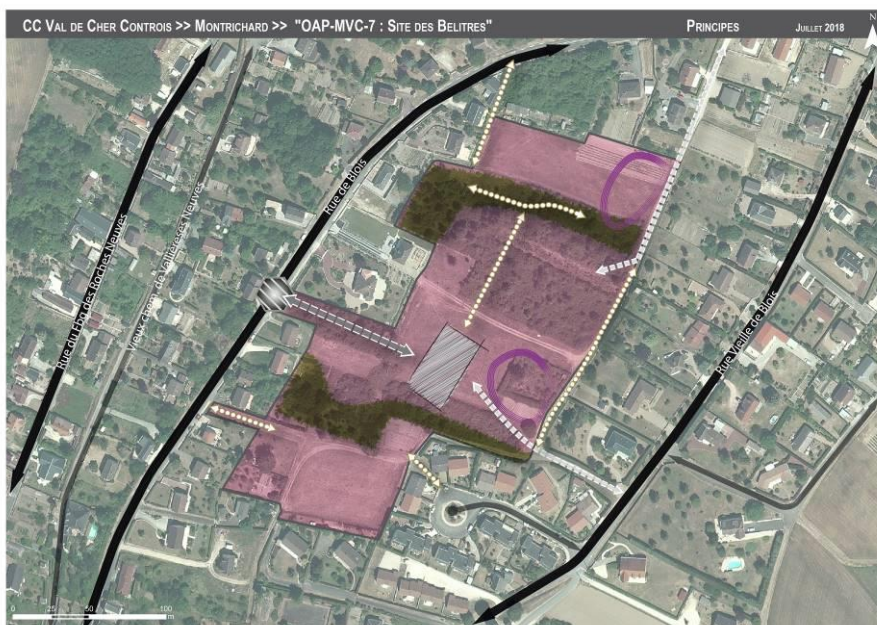 CC VAL DE CHER CONTROIS >> MONTRICHARD >> "OAP-MVC-7 : SITE DES BELITRES"
PRINCIPES
JUILLET 2018
N
Rue de Blois
Rue du Fbg des Roches Neuves
Vieux chem. de Vallières les Neuves
Rue Vieille de Blois
0 25 50 100
m